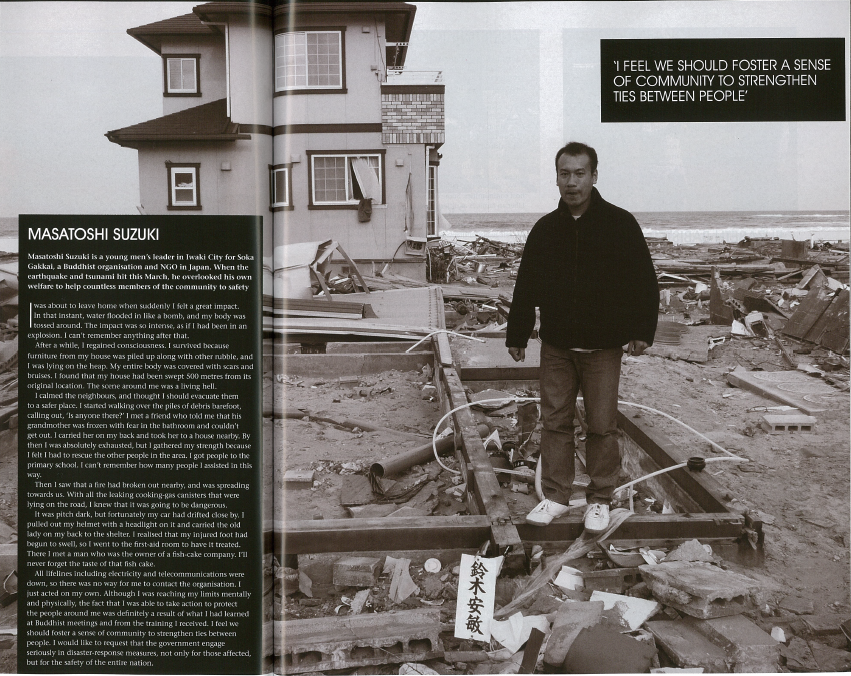 'I FEEL WE SHOULD FOSTER A SENSE
OF COMMUNITY TO STRENGTHEN
TIES BETWEEN PEOPLE'
MASATOSHI SUZUKI
Masatoshi Suzuki is a young men's leader in Iwaki City for Soka
Gakkai, a Buddhist organisation and NGO in Japan. When the
earthquake and tsunami hit this March, he overlooked his own
welfare to help countless members of the community to safety
I was about to leave home when suddenly I felt a great impact.
In that instant, water flooded in like a bomb, and my body was
tossed around. The impact was so intense, as if I had been in an
explosion. I can't remember anything after that.
After a while, I regained consciousness. I survived because
furniture from my house was piled up along with other rubble, and
I was lying on the heap. My entire body was covered with scars and
bruises. I found that my house had been swept 500 metres from its
original location. The scene around me was a living hell.
I calmed the neighbours, and thought I should evacuate them
to a safer place. I started walking over the piles of debris barefoot,
calling out, 'Is anyone there?' I met a friend who told me that his
grandmother was frozen with fear in the bathroom and couldn't
get out. I carried her on my back and took her to a house nearby. By
then I was absolutely exhausted, but I gathered my strength because
I felt I had to rescue the other people in the area. I got people to the
primary school. I can't remember how many people I assisted in this
way.
Then I saw that a fire had broken out nearby, and was spreading
towards us. With all the leaking cooking-gas canisters that were
lying on the road, I knew that it was going to be dangerous.
It was pitch dark, but fortunately my car had drifted close by. I
pulled out my helmet with a headlight on it and carried the old
lady on my back to the shelter. I realised that my injured foot had
begun to swell, so I went to the first-aid room to have it treated.
There I met a man who was the owner of a fish-cake company. I'll
never forget the taste of that fish cake.
All lifelines including electricity and telecommunications were
down, so there was no way for me to contact the organisation. I
just acted on my own. Although I was reaching my limits mentally
and physically, the fact that I was able to take action to protect
the people around me was definitely a result of what I had learned
at Buddhist meetings and from the training I received. I feel we
should foster a sense of community to strengthen ties between
people. I would like to request that the government engage
seriously in disaster-response measures, not only for those affected,
but for the safety of the entire nation.
鈴木安敏